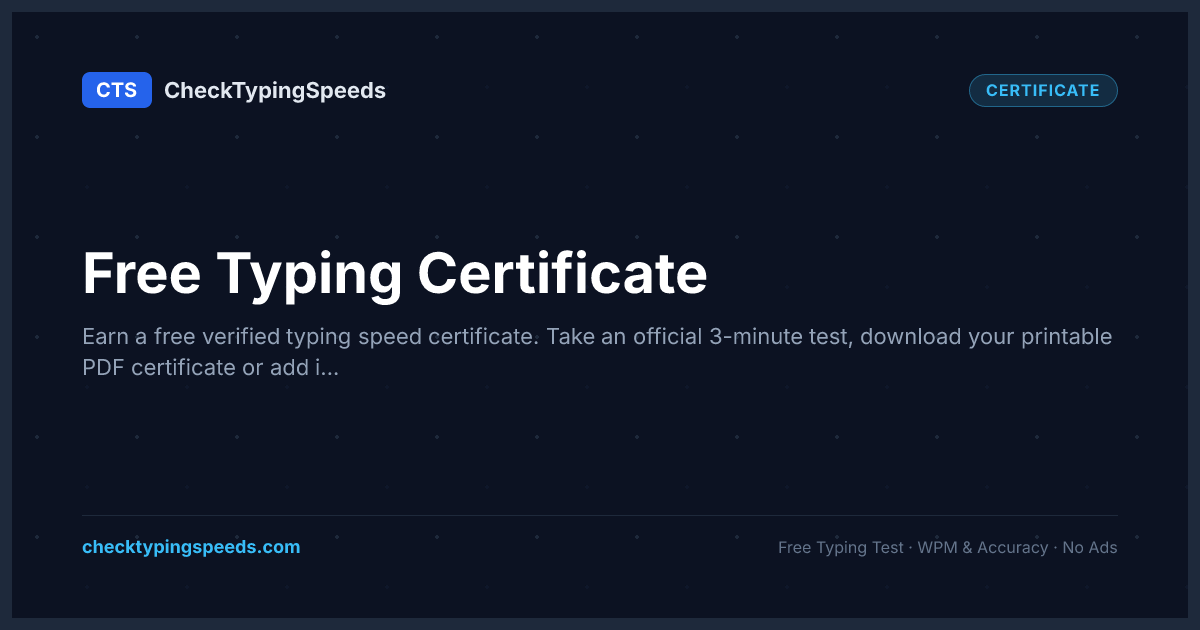 CTS CheckTypingSpeeds
CERTIFICATE
Free Typing Certificate
Earn a free verified typing speed certificate. Take an official 3-minute test, download your printable
PDF certificate or add i...
checktypingspeeds.com
Free Typing Test · WPM & Accuracy · No Ads